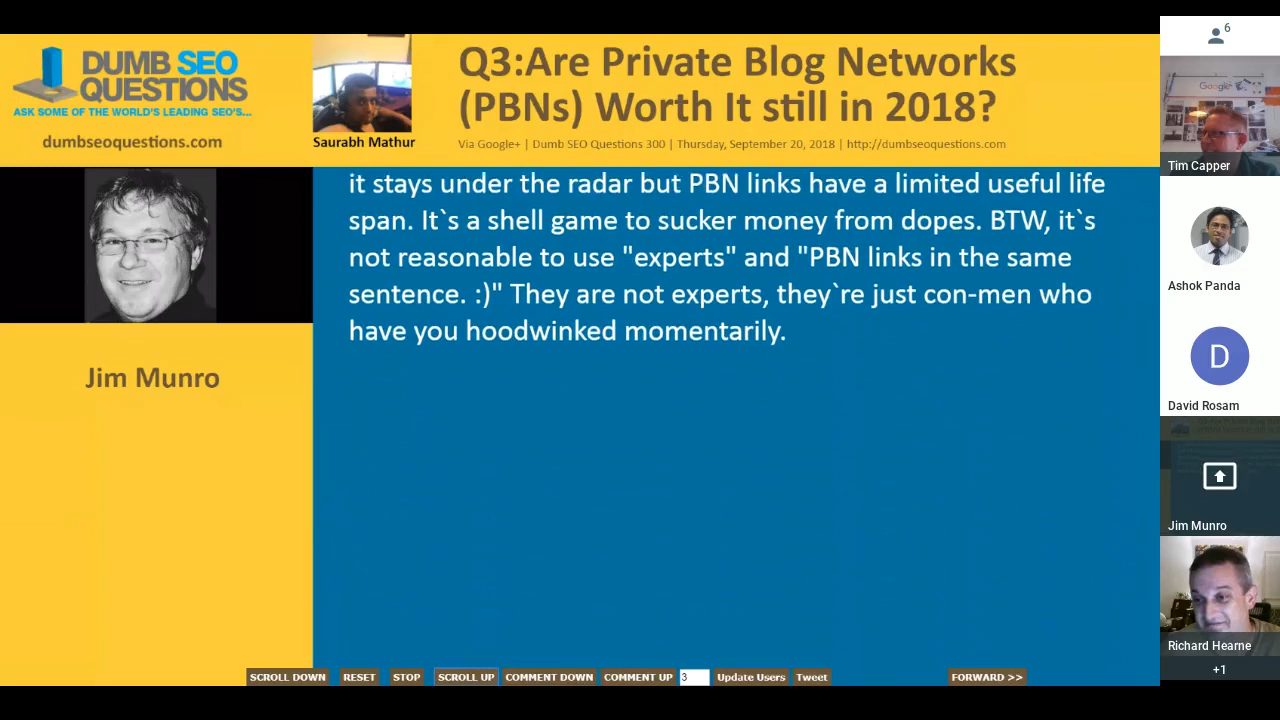 DUMB SEO
QUESTIONS
ASK SOME OF THE WORLD'S LEADING SEO'S...
dumbseoquestions.com
Saurabh Mathur
Q3:Are Private Blog Networks
(PBNs) Worth It still in 2018?
Via Google+ | Dumb SEO Questions 300 | Thursday, September 20, 2018 | http://dumbseoquestions.com
Jim Munro
it stays under the radar but PBN links have a limited useful life
span. It`s a shell game to sucker money from dopes. BTW, it`s
not reasonable to use "experts" and "PBN links in the same
sentence. :)" They are not experts, they`re just con-men who
have you hoodwinked momentarily.
SCROLL DOWN RESET STOP SCROLL UP COMMENT DOWN COMMENT UP 3 Update Users Tweet FORWARD >>
6
Google
Tim Capper
Ashok Panda
D
David Rosam
Jim Munro
Richard Hearne
+1